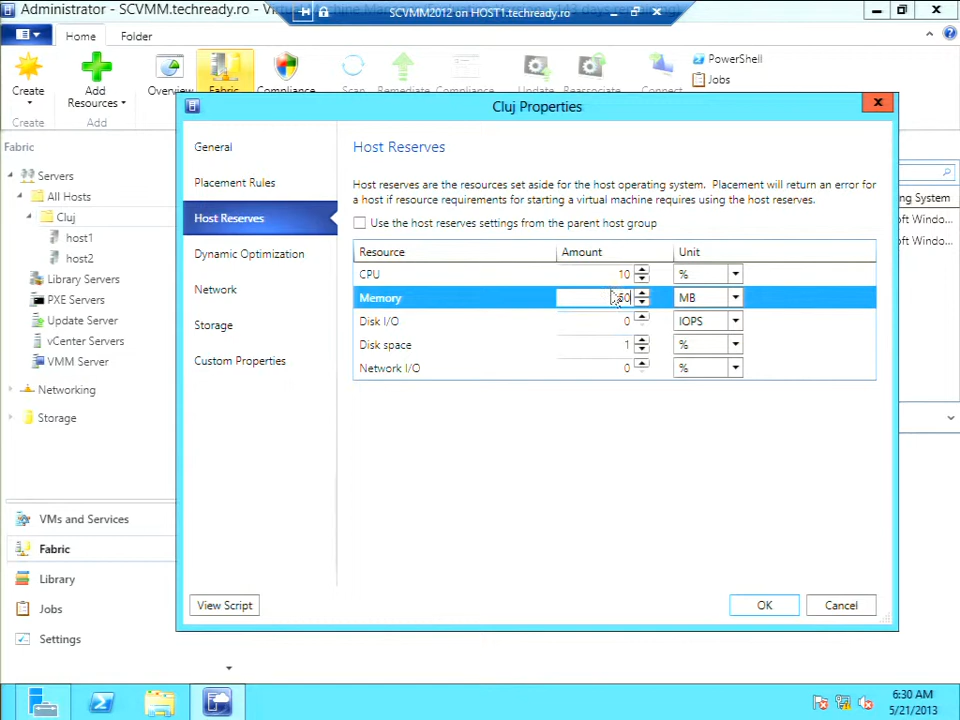 Administrator - SCVMM.techready.ro - Virt
SCVMM2012 on HOST1.techready.ro
Home
Folder
Create
Add
Resources
Overview
Fabric
Compliance
Scan
Remediate
Compliance
Update
Reassociate
Connect
PowerShell
Jobs
Create
Add
Cluj Properties
Fabric
Servers
All Hosts
Cluj
host1
host2
Library Servers
PXE Servers
Update Server
vCenter Servers
VMM Server
Networking
Storage
General
Placement Rules
Host Reserves
Dynamic Optimization
Network
Storage
Custom Properties
Host Reserves
Host reserves are the resources set aside for the host operating system. Placement will return an error for
a host if resource requirements for starting a virtual machine requires using the host reserves.
Use the host reserves settings from the parent host group
Resource Amount Unit
CPU 10 %
Memory MB
Disk I/O 0 IOPS
Disk space 1 %
Network I/O 0 %
ng System
oft Windo...
oft Windo...
View Script
OK
Cancel
VMs and Services
Fabric
Library
Jobs
Settings
6:30 AM
5/21/2013